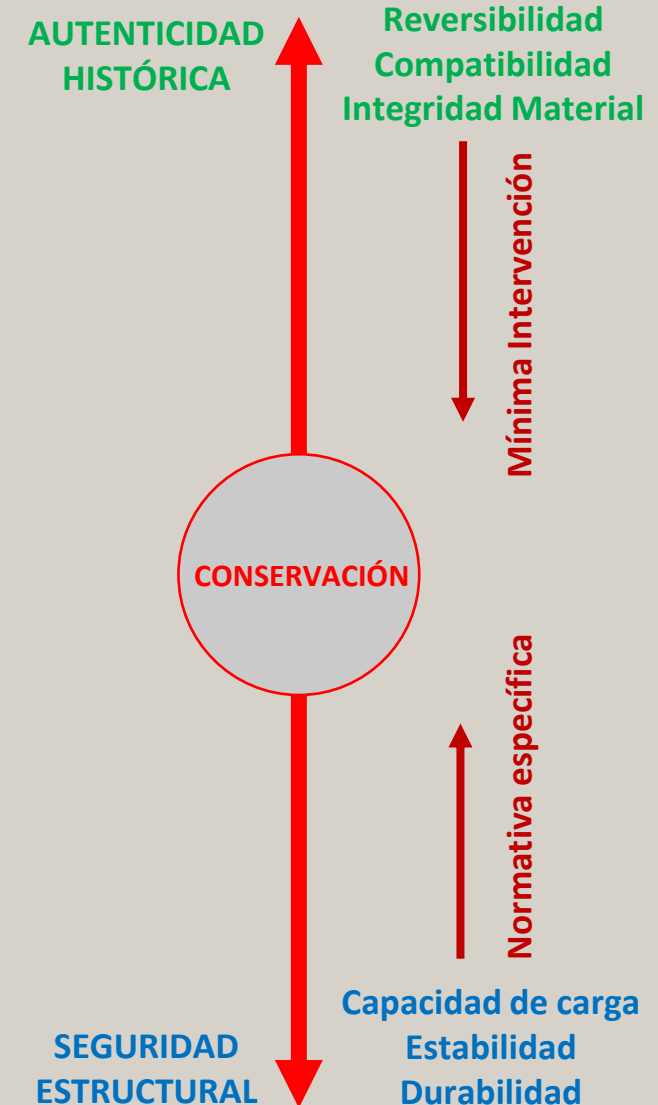 AUTENTICIDAD
HISTÓRICA
Reversibilidad
Compatibilidad
Integridad Material
Mínima Intervención
CONSERVACIÓN
Normativa específica
Capacidad de carga
Estabilidad
Durabilidad
SEGURIDAD
ESTRUCTURAL